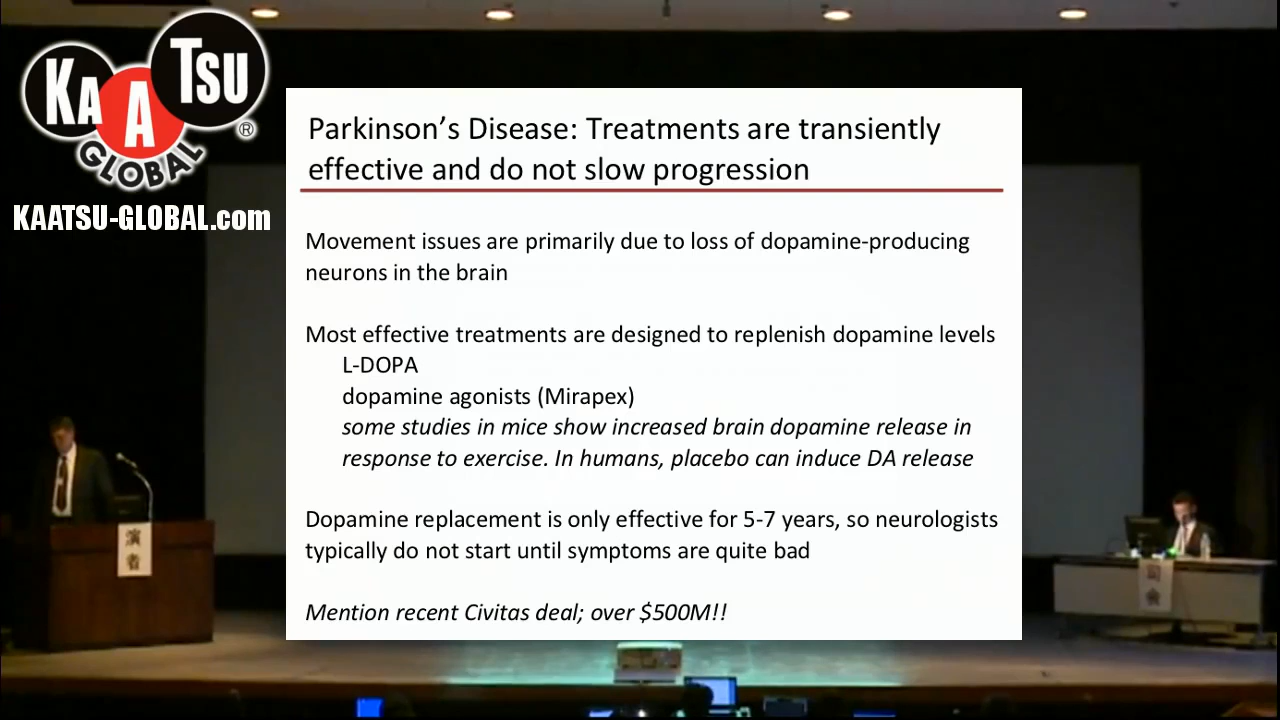 KAATSU
®
GLOBAL
KAATSU-GLOBAL.com
Parkinson’s Disease: Treatments are transiently
effective and do not slow progression
Movement issues are primarily due to loss of dopamine-producing
neurons in the brain
Most effective treatments are designed to replenish dopamine levels
L-DOPA
dopamine agonists (Mirapex)
some studies in mice show increased brain dopamine release in
response to exercise. In humans, placebo can induce DA release
Dopamine replacement is only effective for 5-7 years, so neurologists
typically do not start until symptoms are quite bad
Mention recent Civitas deal; over $500M!!
演
者